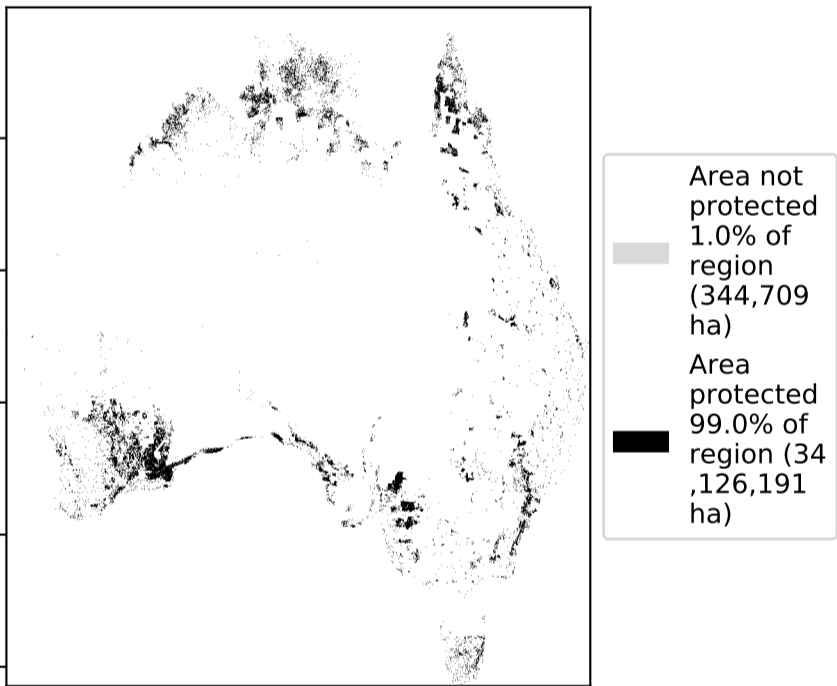 Area not
protected
1.0% of
region
(344,709
ha)
Area
protected
99.0% of
region (34
,126,191
ha)